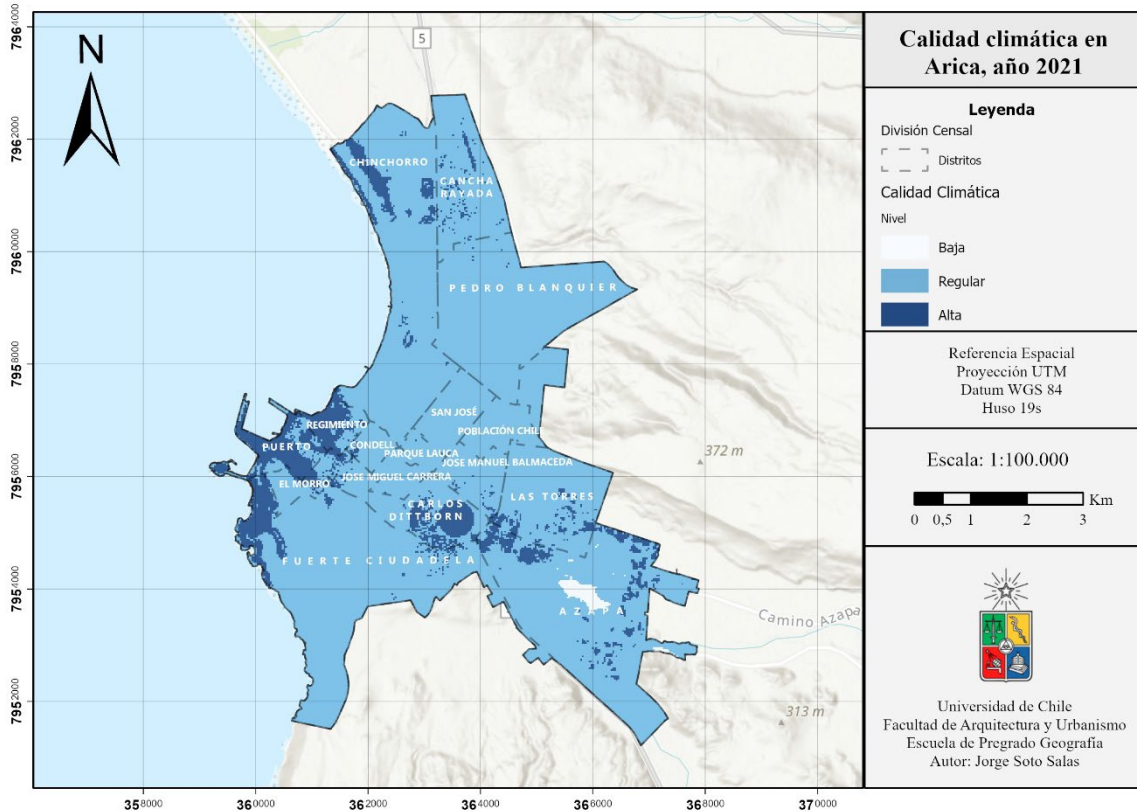 7964000
7962000
7960000
7958000
7956000
7954000
7952000
N
5
CHINCHORRO
CANCHA
RAYADA
PEDRO BLANQUIER
SAN JOSÉ
REGIMIENTO
POBLACIÓN CHILE
PUERTO
CONDELL
PARQUE LAUCA
JOSE MANUEL BALMACEDA
EL MORRO
JOSE MIGUEL CARRERA
LAS TORRES
CARLOS
DITTBORN
FUERTE CIUDADELA
AZAPA
372 m
Camino Azapa
313 m
358000
360000
362000
364000
366000
368000
370000
Calidad climática en
Arica, año 2021
Leyenda
División Censal
Distritos
Calidad Climática
Nivel
Baja
Regular
Alta
Referencia Espacial
Proyección UTM
Datum WGS 84
Huso 19s
Escala: 1:100.000
Km
0 0,5 1 2 3
Universidad de Chile
Facultad de Arquitectura y Urbanismo
Escuela de Pregrado Geografía
Autor: Jorge Soto Salas